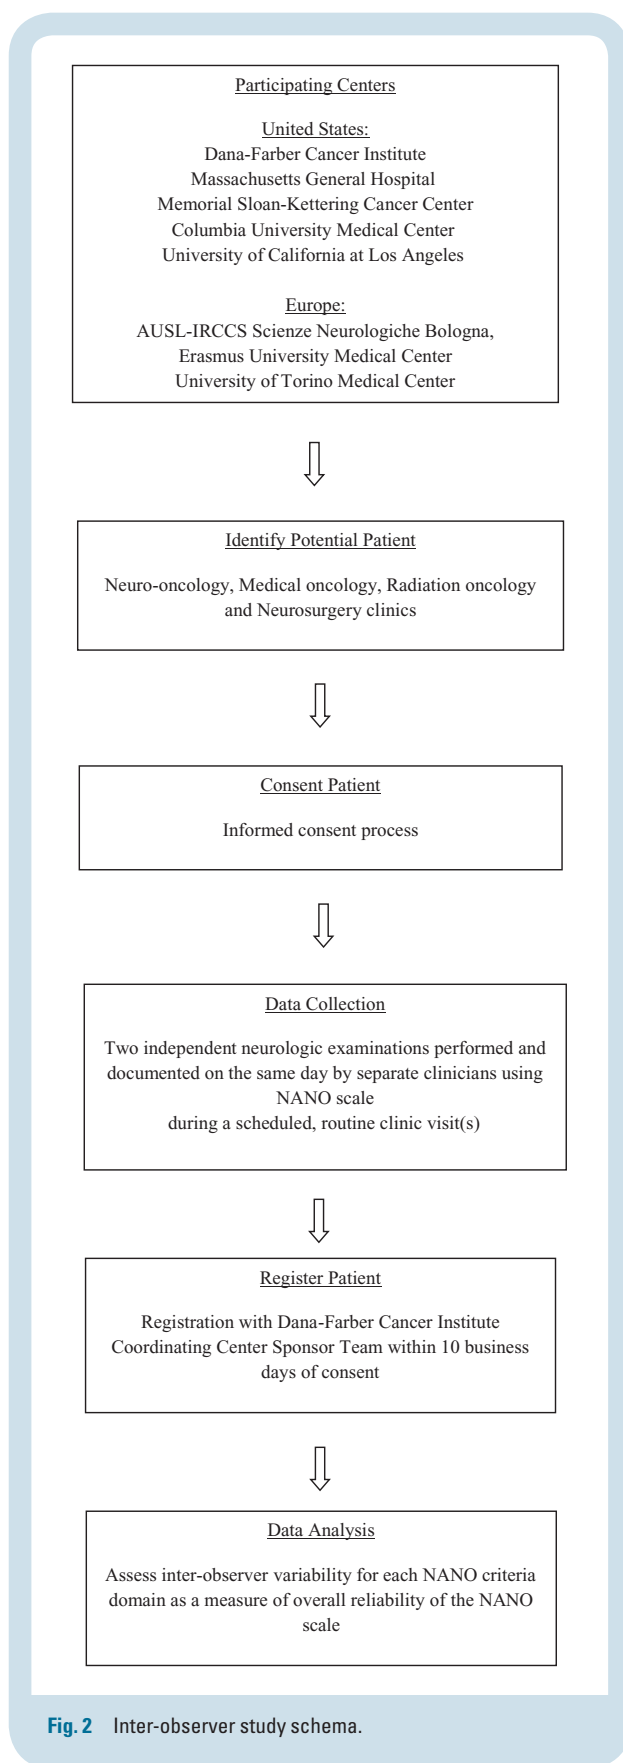 Participating Centers
United States:
Dana-Farber Cancer Institute
Massachusetts General Hospital
Memorial Sloan-Kettering Cancer Center
Columbia University Medical Center
University of California at Los Angeles
Europe:
AUSL-IRCCS Scienze Neurologiche Bologna,
Erasmus University Medical Center
University of Torino Medical Center
Identify Potential Patient
Neuro-oncology, Medical oncology, Radiation oncology
and Neurosurgery clinics
Consent Patient
Informed consent process
Data Collection
Two independent neurologic examinations performed and
documented on the same day by separate clinicians using
NANO scale
during a scheduled, routine clinic visit(s)
Register Patient
Registration with Dana-Farber Cancer Institute
Coordinating Center Sponsor Team within 10 business
days of consent
Data Analysis
Assess inter-observer variability for each NANO criteria
domain as a measure of overall reliability of the NANO
scale
Fig. 2 Inter-observer study schema.